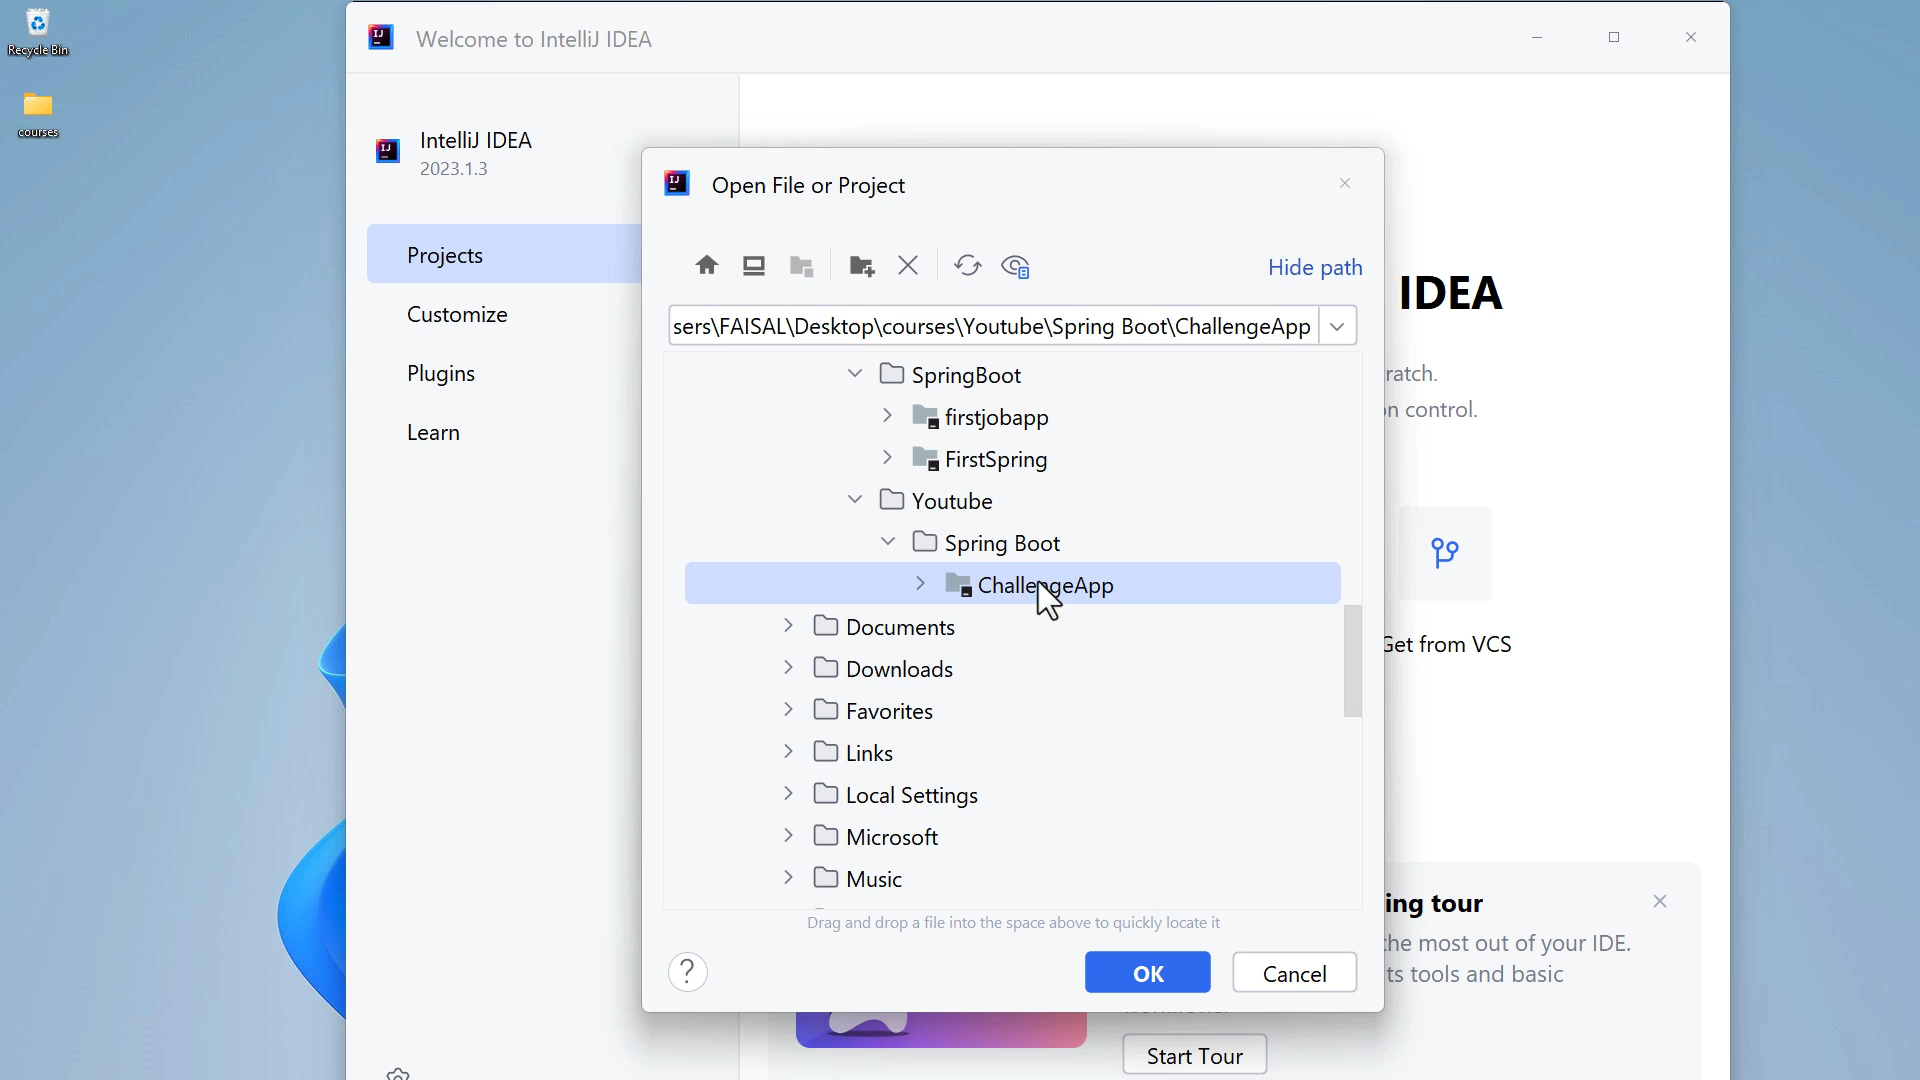 Recycle Bin
courses
Welcome to IntelliJ IDEA
IntelliJ IDEA
2023.1.3
Projects
Customize
Plugins
Learn
Open File or Project
Hide path
sers\FAISAL\Desktop\courses\Youtube\Spring Boot\ChallengeApp
SpringBoot
firstjobapp
FirstSpring
Youtube
Spring Boot
ChallengeApp
Documents
Downloads
Favorites
Links
Local Settings
Microsoft
Music
Drag and drop a file into the space above to quickly locate it
?
OK
Cancel
IDEA
ratch.
n control.
Get from VCS
ing tour
he most out of your IDE.
ts tools and basic
Start Tour